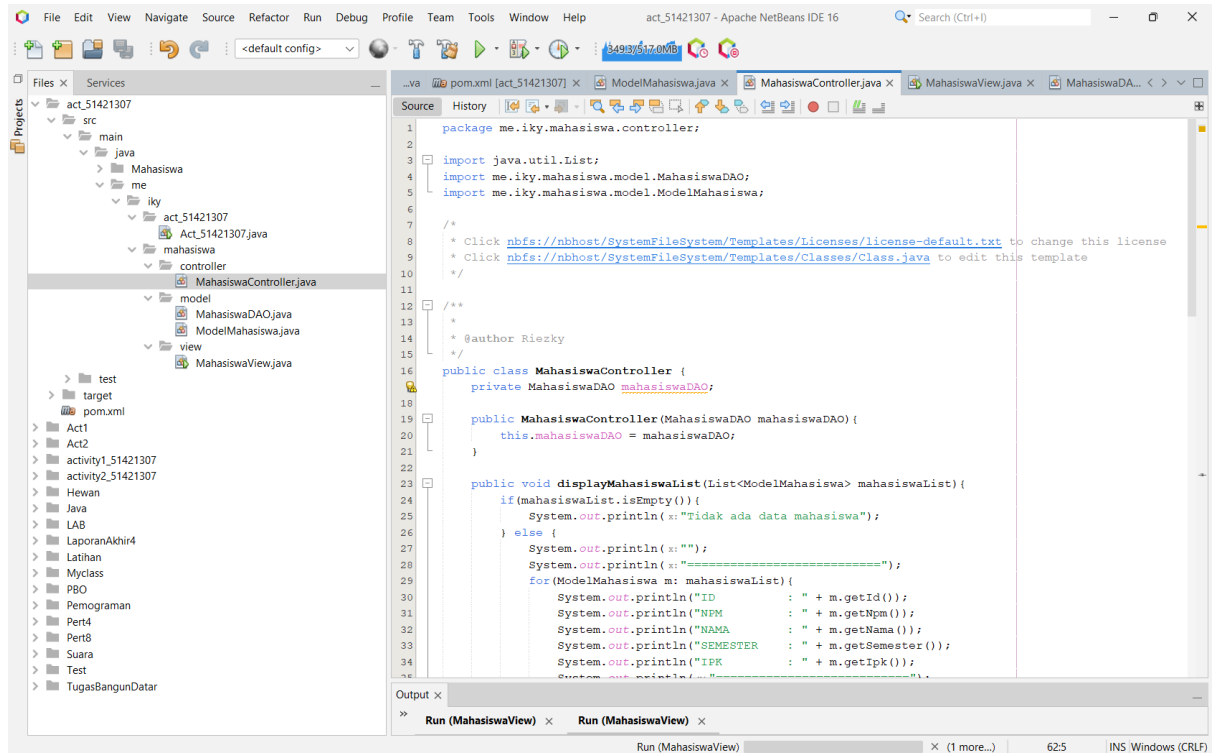 File Edit View Navigate Source Refactor Run Debug Profile Team Tools Window Help act_51421307 - Apache NetBeans IDE 16 Search (Ctrl+I)
<default config> 349.3/517.0MB
Files Services
Projects
act_51421307
src
main
java
Mahasiswa
me
iky
act_51421307
Act_51421307.java
mahasiswa
controller
MahasiswaController.java
model
MahasiswaDAO.java
ModelMahasiswa.java
view
MahasiswaView.java
test
target
pom.xml
Act1
Act2
activity1_51421307
activity2_51421307
Hewan
Java
LAB
LaporanAkhir4
Latihan
Myclass
PBO
Pemograman
Pert4
Pert8
Suara
Test
TugasBangunDatar
...va pom.xml [act_51421307] ModelMahasiswa.java MahasiswaController.java MahasiswaView.java MahasiswaDA...
Source History
1 package me.iky.mahasiswa.controller;
2
3 import java.util.List;
4 import me.iky.mahasiswa.model.MahasiswaDAO;
5 import me.iky.mahasiswa.model.ModelMahasiswa;
6
7 /*
8 * Click nbfs://nbhost/SystemFileSystem/Templates/Licenses/license-default.txt to change this license
9 * Click nbfs://nbhost/SystemFileSystem/Templates/Classes/Class.java to edit this template
10 */
11
12 /**
13 *
14 * @author Riezky
15 */
16 public class MahasiswaController {
private MahasiswaDAO mahasiswaDAO;
18
19 public MahasiswaController(MahasiswaDAO mahasiswaDAO){
20 this.mahasiswaDAO = mahasiswaDAO;
21 }
22
23 public void displayMahasiswaList(List<ModelMahasiswa> mahasiswaList){
24 if(mahasiswaList.isEmpty()){
25 System.out.println(x:"Tidak ada data mahasiswa");
26 } else {
27 System.out.println(x:"");
28 System.out.println(x:"===========================");
29 for(ModelMahasiswa m: mahasiswaList){
30 System.out.println("ID : " + m.getId());
31 System.out.println("NPM : " + m.getNpm());
32 System.out.println("NAMA : " + m.getNama());
33 System.out.println("SEMESTER : " + m.getSemester());
34 System.out.println("IPK : " + m.getIpk());
Output
Run (MahasiswaView) Run (MahasiswaView)
Run (MahasiswaView) (1 more...) 62:5 INS Windows (CRLF)